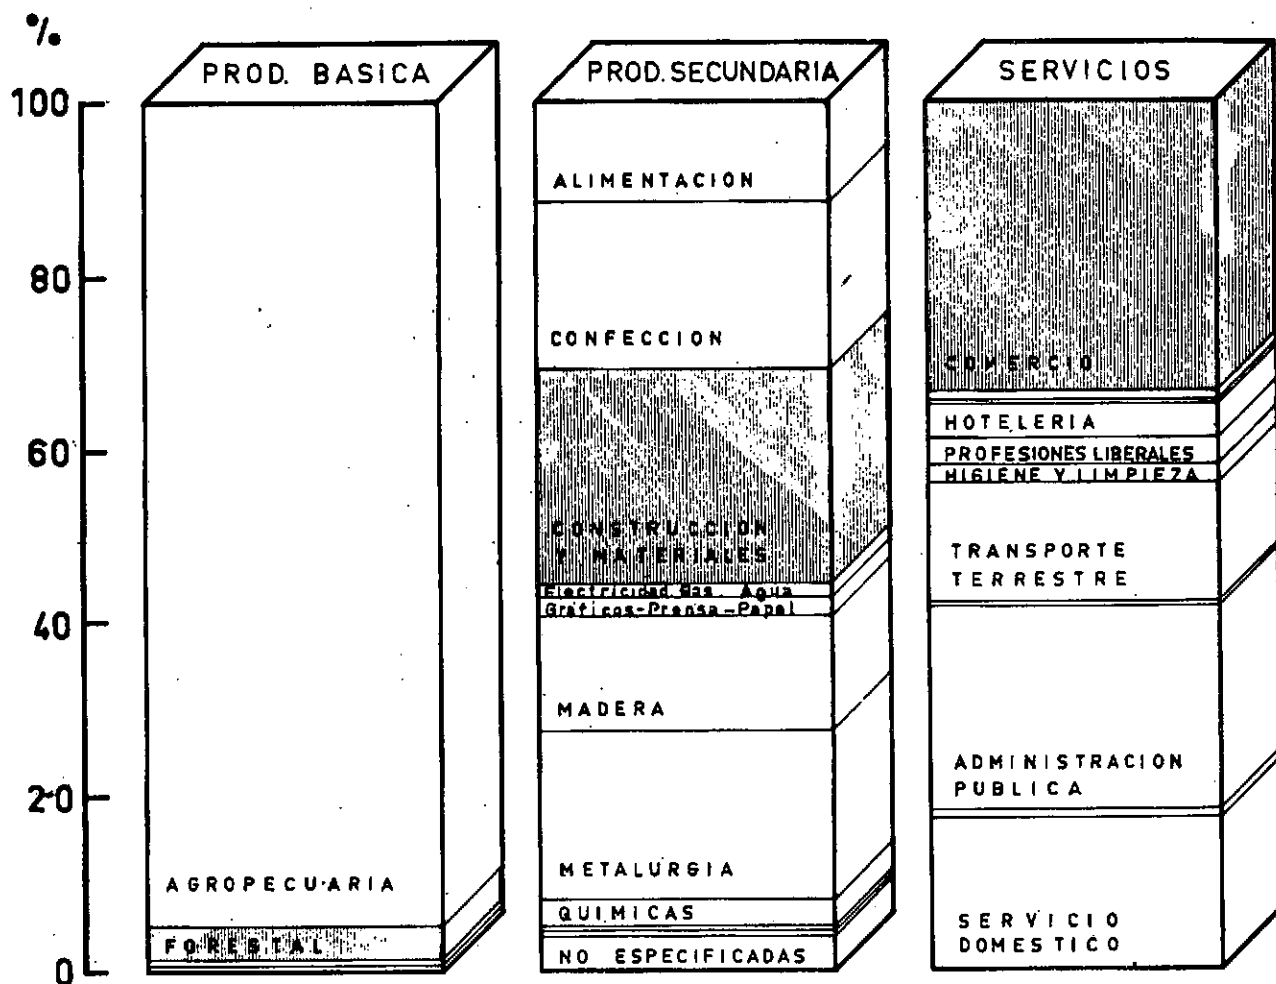 %
PROD. BASICA
PROD. SECUNDARIA
SERVICIOS
100
80
60
40
20
0
AGROPECUARIA
FORESTAL
ALIMENTACION
CONFECCION
CONSTRUCCION
Y MATERIALES
Electricidad Gas Agua
Gráficos-Prensa-Papel
MADERA
METALURGIA
QUIMICAS
NO ESPECIFICADAS
COMERCIO
HOTELERIA
PROFESIONES LIBERALES
HIGIENE Y LIMPIEZA
TRANSPORTE
TERRESTRE
ADMINISTRACION
PUBLICA
SERVICIO
DOMESTICO